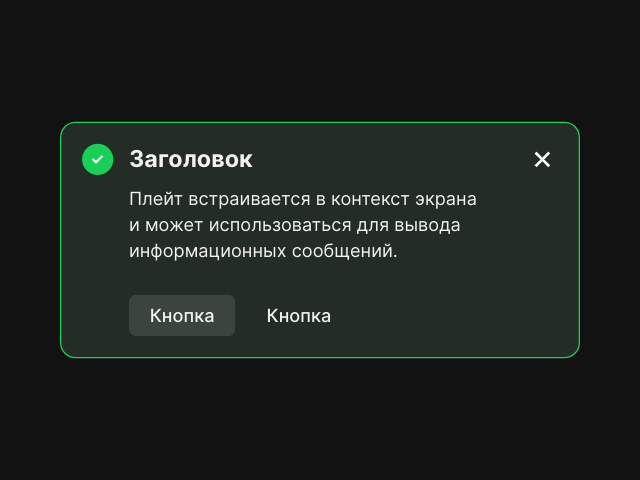 Заголовок
Плейт встраивается в контекст экрана
и может использоваться для вывода
информационных сообщений.
Кнопка Кнопка